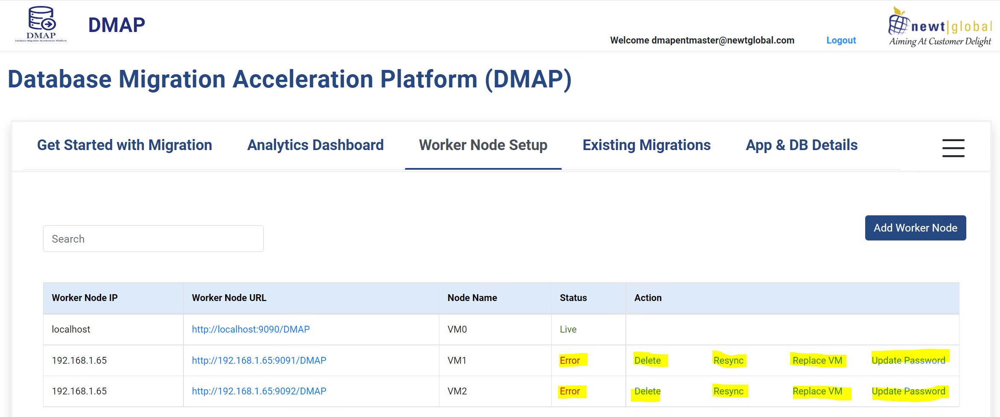 DMAP
Database Migration Acceleration Platform
DMAP
Welcome dmapentmaster@newtglobal.com
Logout
newt|global
Aiming At Customer Delight
Database Migration Acceleration Platform (DMAP)
Get Started with Migration Analytics Dashboard Worker Node Setup Existing Migrations App & DB Details
Add Worker Node
Search
Worker Node IP Worker Node URL Node Name Status Action
localhost http://localhost:9090/DMAP VM0 Live
192.168.1.65 http://192.168.1.65:9091/DMAP VM1 Error Delete Resync Replace VM Update Password
192.168.1.65 http://192.168.1.65:9092/DMAP VM2 Error Delete Resync Replace VM Update Password